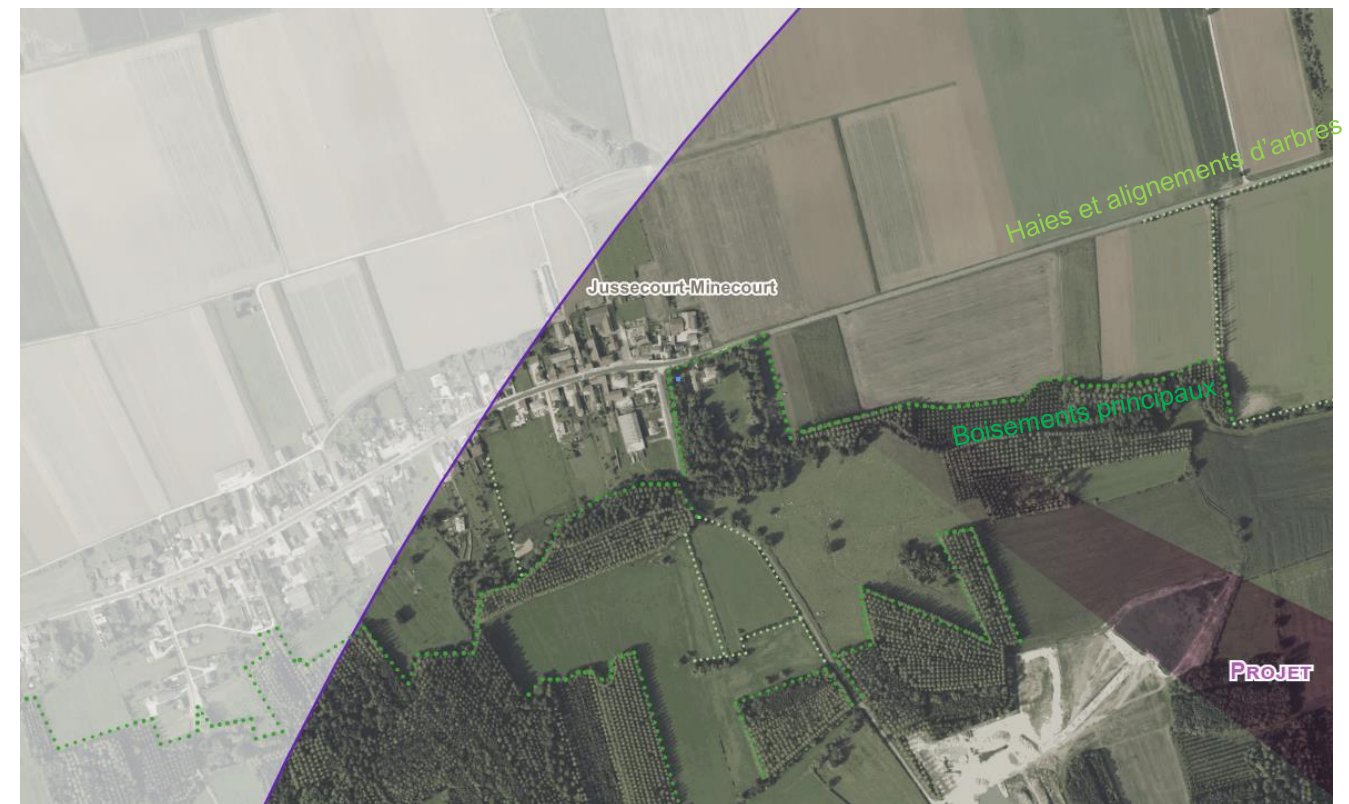 Haies et alignements d'arbres
Jussecourt-Minecourt
Boisements principaux
PROJET